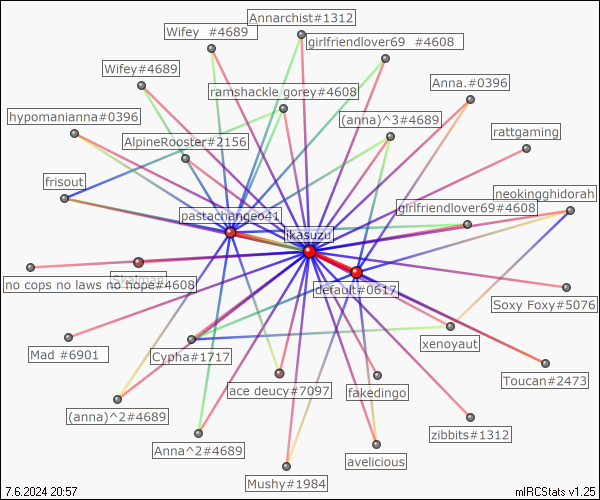 Annarchist#1312
Wifey #4689
girlfriendlover69 #4608
Wifey#4689
Anna.#0396
ramshackle gorey#4608
hypomanianna#0396
(anna)^3#4689
rattgaming
AlpineRooster#2156
frisout
neokingghidorah
girlfriendlover69#4608
pastachangeo41
jkasuzu
no cops no laws no hope#4608
default#0617
Soxy Foxy#5076
Mad #6901
Cypha#1717
xenoyaut
Toucan#2473
ace deucy#7097
fakedingo
(anna)^2#4689
zibbits#1312
Anna^2#4689
avelicious
Mushy#1984
7.6.2024 20:57
mIRCStats v1.25